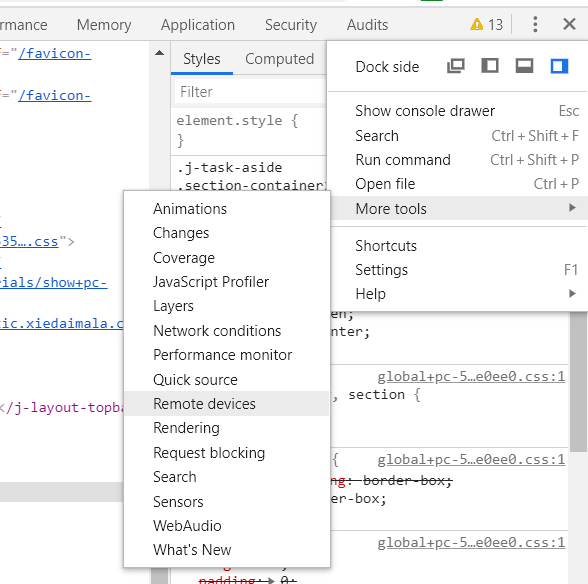 rmance Memory Application Security Audits 13
="/favicon-
="/favicon-
35….css">
rials/show+pc-
tic.xiedaimala.c
</j-layout-topba
Styles Computed
Filter
element.style {
}
.j-task-aside
.section-container
Dock side
Show console drawer Esc
Search Ctrl + Shift + F
Run command Ctrl + Shift + P
Open file Ctrl + P
More tools
Shortcuts
Settings F1
Help
Animations
Changes
Coverage
JavaScript Profiler
Layers
Network conditions
Performance monitor
Quick source
Remote devices
Rendering
Request blocking
Search
Sensors
WebAudio
What's New
en;
nter;
global+pc-5…e0ee0.css:1
, section {
{ global+pc-5…e0ee0.css:1
ng: border-box;
er-box;
global+pc-5…e0ee0.css:1
padding: 0;